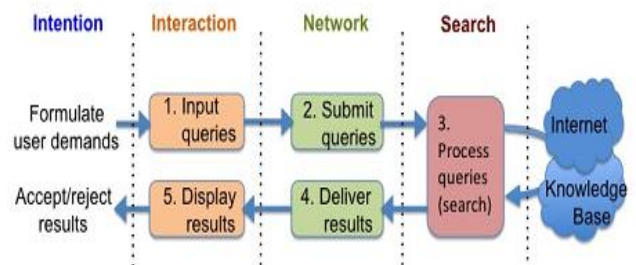 Intention
Interaction
Network
Search
Formulate
user demands
1. Input
queries
2. Submit
queries
3.
Process
queries
(search)
Internet
Accept/reject
results
5. Display
results
4. Deliver
results
Knowledge
Base